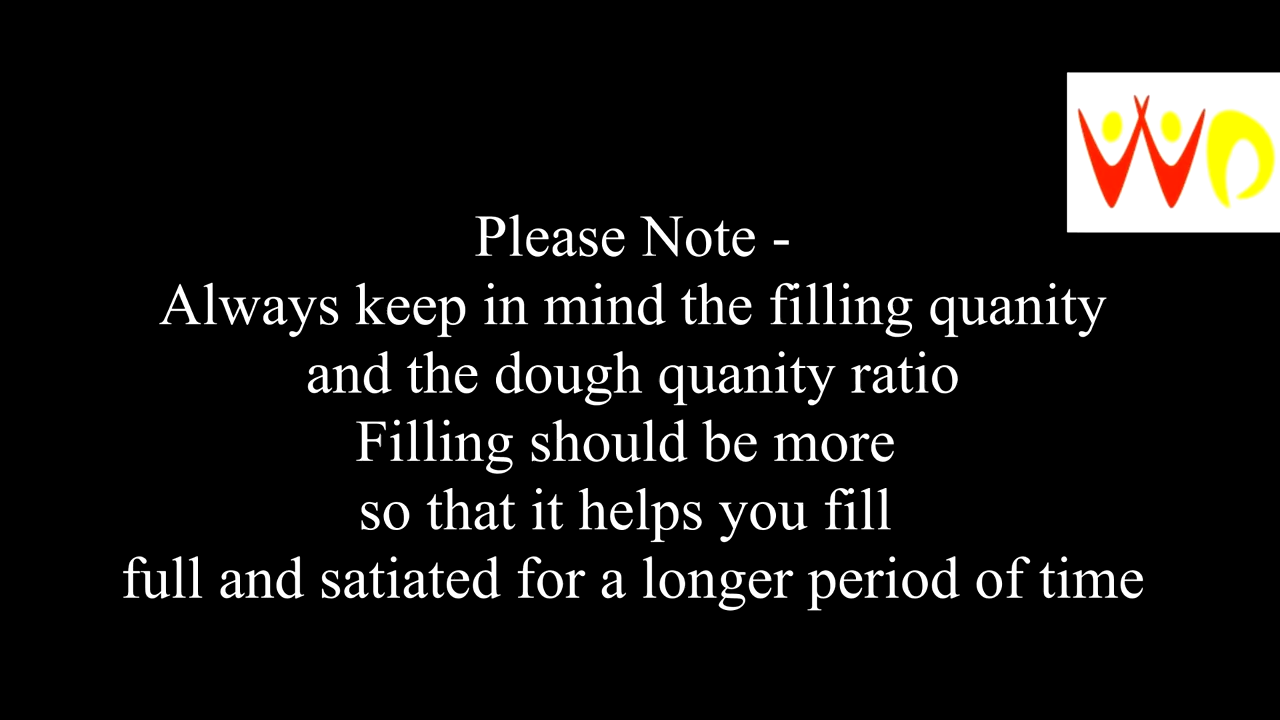 Please Note -
Always keep in mind the filling quanity
and the dough quanity ratio
Filling should be more
so that it helps you fill
full and satiated for a longer period of time